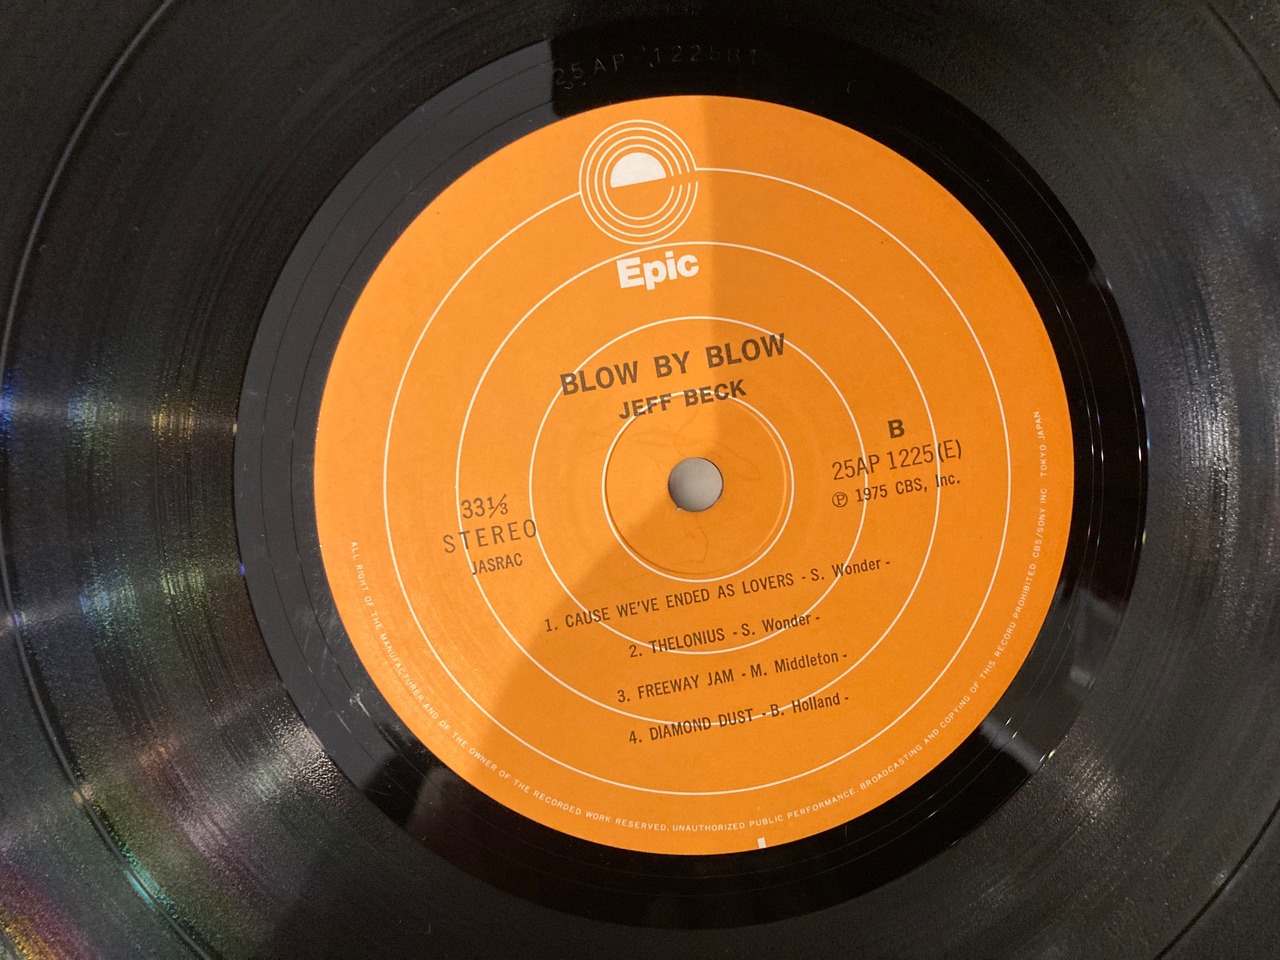 25AP 1225B1
Epic
BLOW BY BLOW
JEFF BECK
B
25AP 1225(E)
Ⓟ 1975 CBS, Inc.
33⅓
STEREO
JASRAC
1. CAUSE WE'VE ENDED AS LOVERS - S. Wonder -
2. THELONIUS - S. Wonder -
3. FREEWAY JAM - M. Middleton -
4. DIAMOND DUST - B. Holland -
ALL RIGHT OF THE MANUFACTURER AND OF THE OWNER OF THE RECORDED WORK RESERVED. UNAUTHORIZED PUBLIC PERFORMANCE. BROADCASTING AND COPYING OF THIS RECORD PROHIBITED CBS/SONY INC TOKYO JAPAN